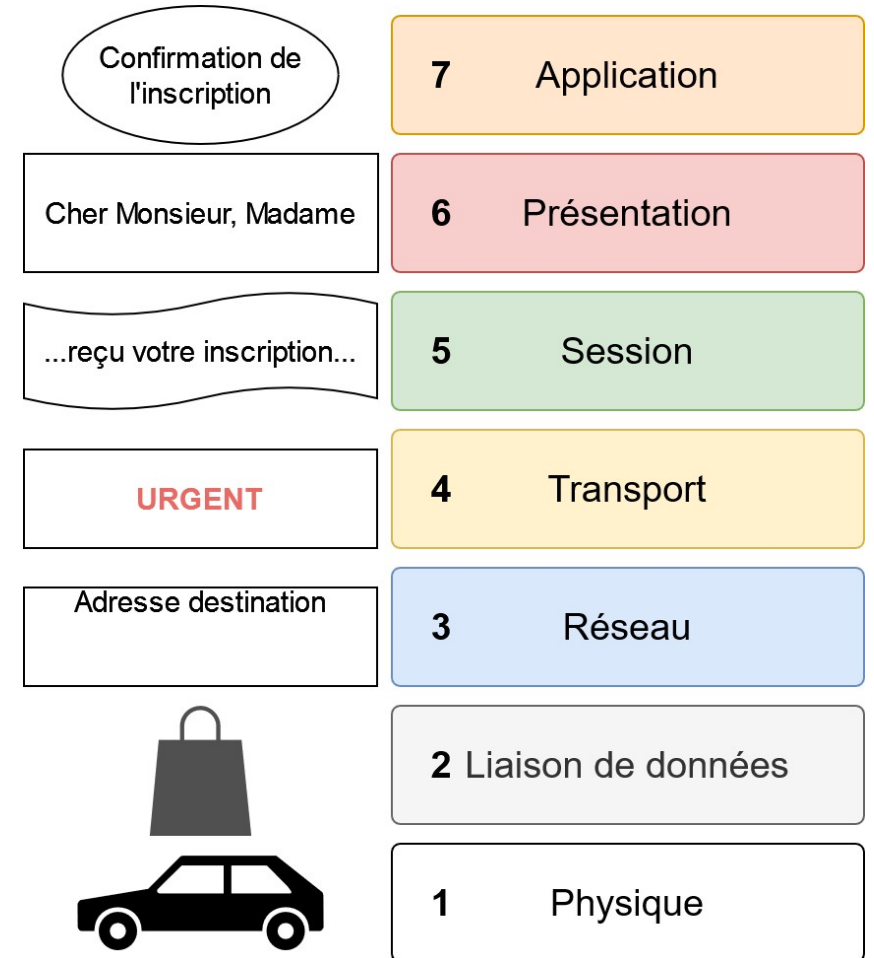 Confirmation de
l'inscription
7 Application
Cher Monsieur, Madame
6 Présentation
...reçu votre inscription...
5 Session
URGENT
4 Transport
Adresse destination
3 Réseau
2 Liaison de données
1 Physique